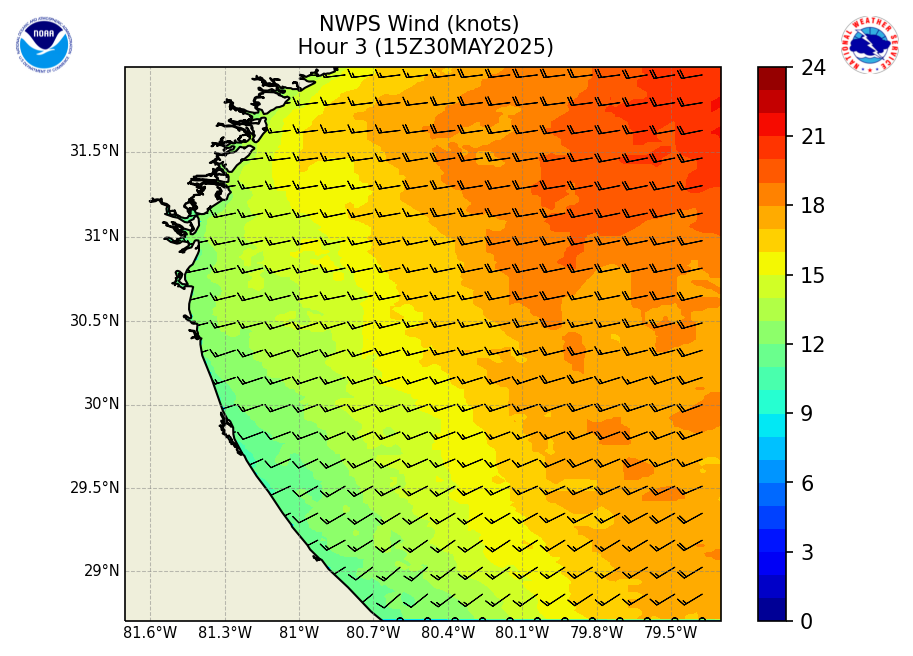 NWPS Wind (knots)
Hour 3 (15Z30MAY2025)
NOAA
NATIONAL WEATHER SERVICE
31.5°N
31°N
30.5°N
30°N
29.5°N
29°N
81.6°W 81.3°W 81°W 80.7°W 80.4°W 80.1°W 79.8°W 79.5°W
24
21
18
15
12
9
6
3
0